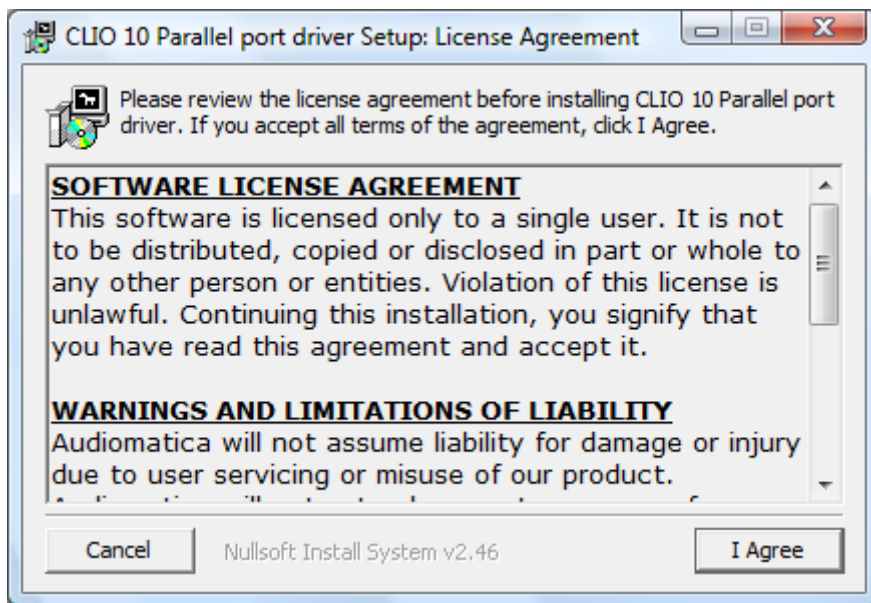 CLIO 10 Parallel port driver Setup: License Agreement
Please review the license agreement before installing CLIO 10 Parallel port
driver. If you accept all terms of the agreement, click I Agree.
SOFTWARE LICENSE AGREEMENT
This software is licensed only to a single user. It is not
to be distributed, copied or disclosed in part or whole to
any other person or entities. Violation of this license is
unlawful. Continuing this installation, you signify that
you have read this agreement and accept it.
WARNINGS AND LIMITATIONS OF LIABILITY
Audiomatica will not assume liability for damage or injury
due to user servicing or misuse of our product.
Cancel
Nullsoft Install System v2.46
I Agree